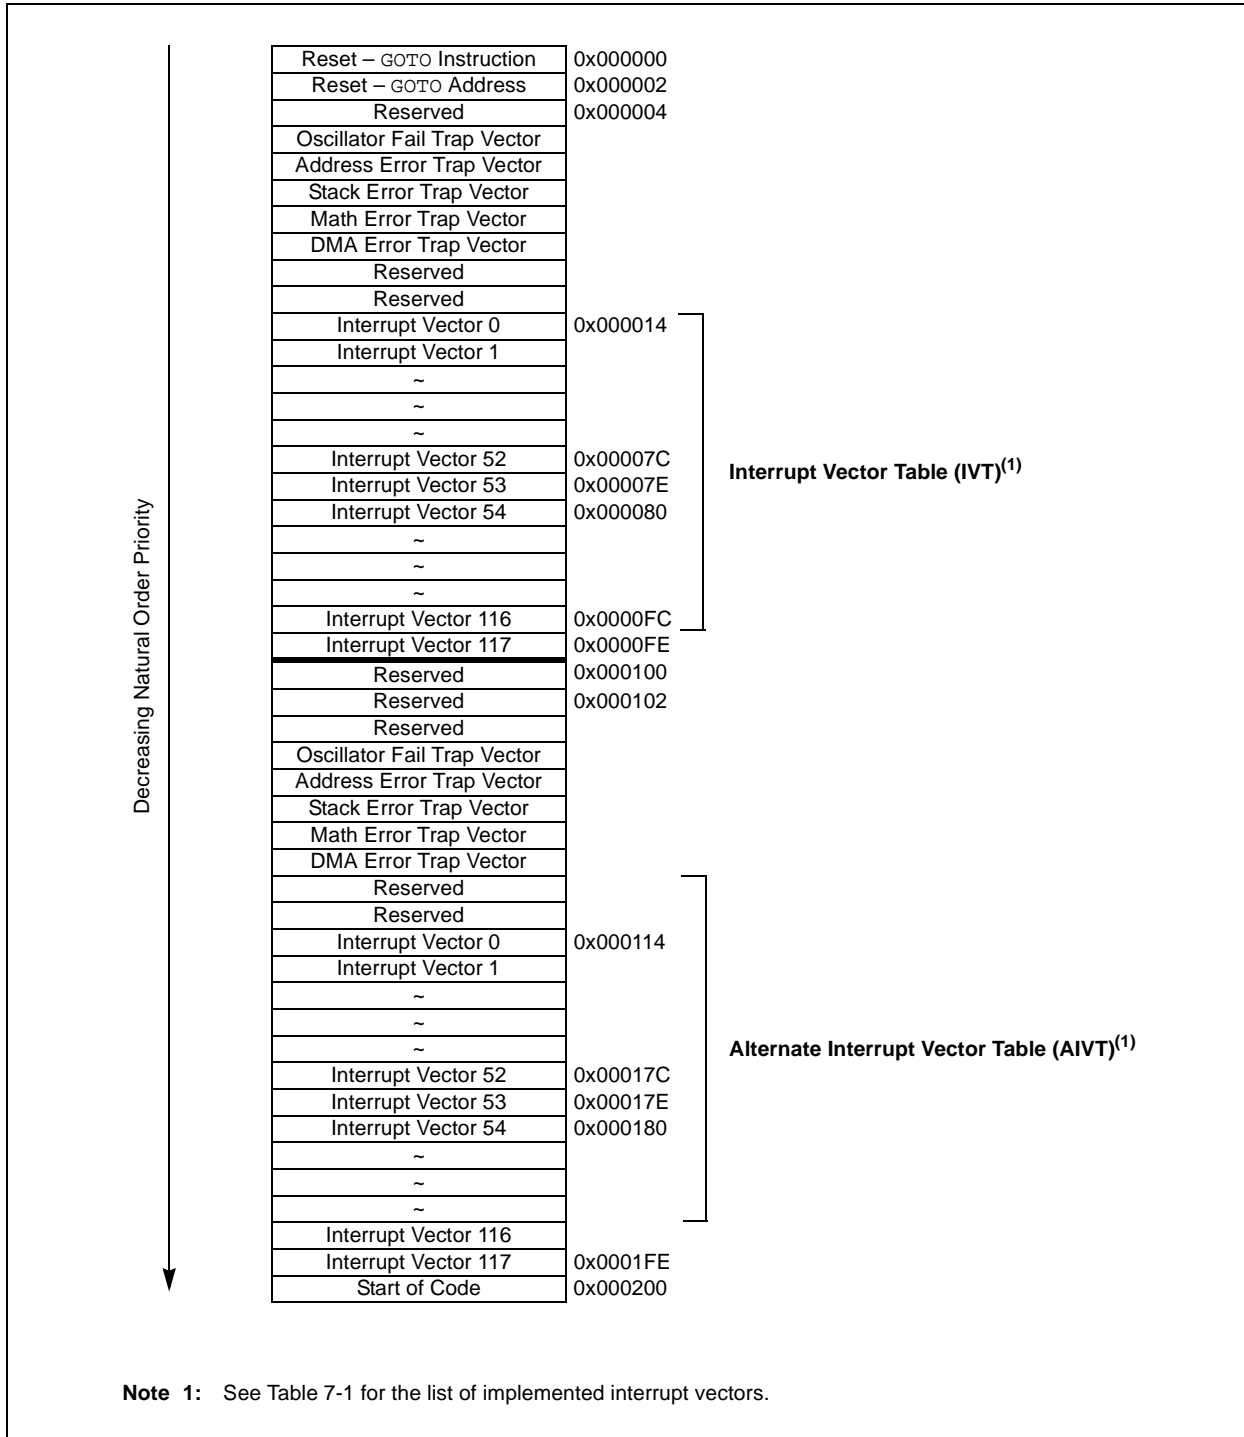 Reset – GOTO Instruction 0x000000
Reset – GOTO Address 0x000002
Reserved 0x000004
Oscillator Fail Trap Vector
Address Error Trap Vector
Stack Error Trap Vector
Math Error Trap Vector
DMA Error Trap Vector
Reserved
Reserved
Interrupt Vector 0 0x000014
Interrupt Vector 1
~
~
~
Interrupt Vector 52 0x00007C
Interrupt Vector 53 0x00007E
Interrupt Vector 54 0x000080
~
~
~
Interrupt Vector 116 0x0000FC
Interrupt Vector 117 0x0000FE
Reserved 0x000100
Reserved 0x000102
Reserved
Oscillator Fail Trap Vector
Address Error Trap Vector
Stack Error Trap Vector
Math Error Trap Vector
DMA Error Trap Vector
Reserved
Reserved
Interrupt Vector 0 0x000114
Interrupt Vector 1
~
~
~
Interrupt Vector 52 0x00017C
Interrupt Vector 53 0x00017E
Interrupt Vector 54 0x000180
~
~
~
Interrupt Vector 116
Interrupt Vector 117 0x0001FE
Start of Code 0x000200
Decreasing Natural Order Priority
Interrupt Vector Table (IVT)(1)
Alternate Interrupt Vector Table (AIVT)(1)
Note 1: See Table 7-1 for the list of implemented interrupt vectors.